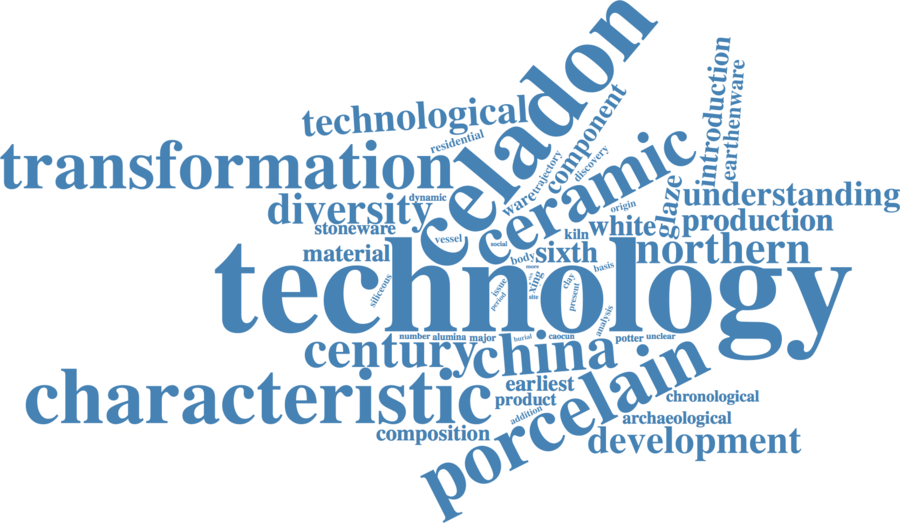 celadon
technological
introduction
earthenware
residential
component
transformation
trajectory
discovery
ware
ceramic
dynamic
diversity
understanding
glaze
origin
stoneware
white
production
kiln
vessel
social
material
body
sixth
northern
technology
basis
more
siliceous
issue
xing
clay
period
site
present
analysis
number
alumina
major
burial
caocun
potter
unclear
century
china
porcelain
characteristic
earliest
product
chronological
addition
archaeological
composition
development